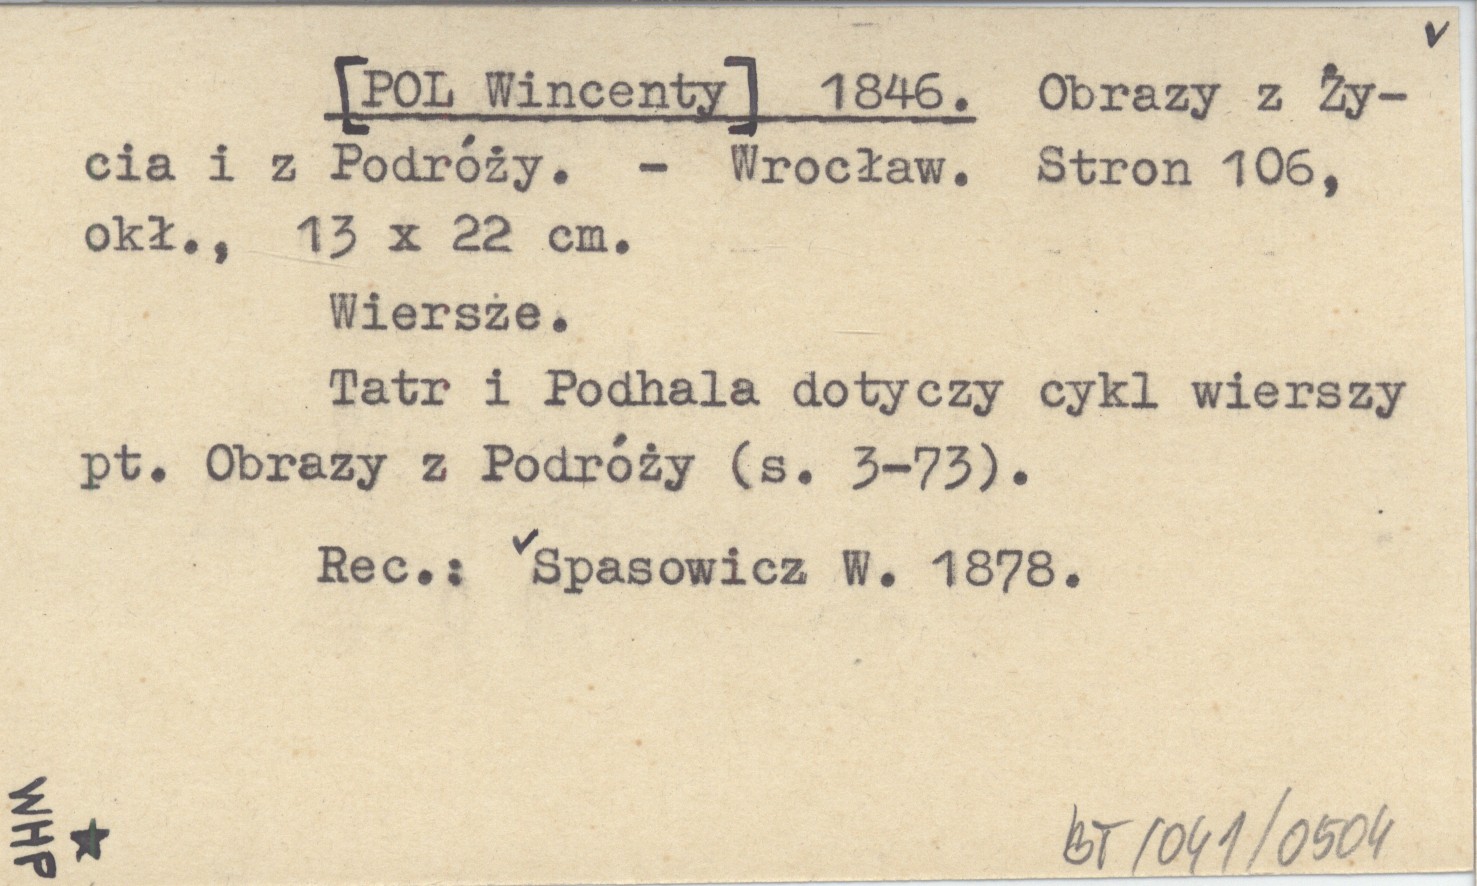 ✓
[POL Wincenty] 1846. Obrazy z Ży-
cia i z Podróży. - Wrocław. Stron 106,
okł., 13 x 22 cm.
Wiersże.
Tatr i Podhala dotyczy cykl wierszy
pt. Obrazy z Podróży (s. 3-73).
Rec.: ✓Spasowicz W. 1878.
WHP ★
BT/041/0504